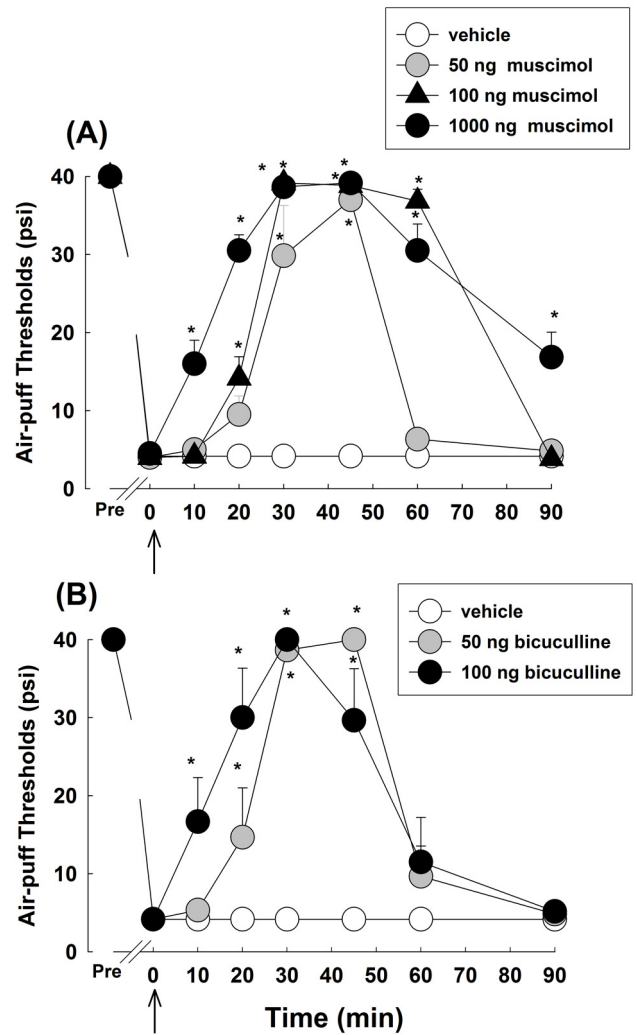 vehicle
50 ng muscimol
100 ng muscimol
1000 ng muscimol
(A)
Air-puff Thresholds (psi)
40
30
20
10
0
* * * * * * * * * * * *
Pre 0 10 20 30 40 50 60 70 80 90
(B)
vehicle
50 ng bicuculline
100 ng bicuculline
Air-puff Thresholds (psi)
40
30
20
10
0
* * * * * * * *
Pre 0 10 20 30 40 50 60 70 80 90
Time (min)